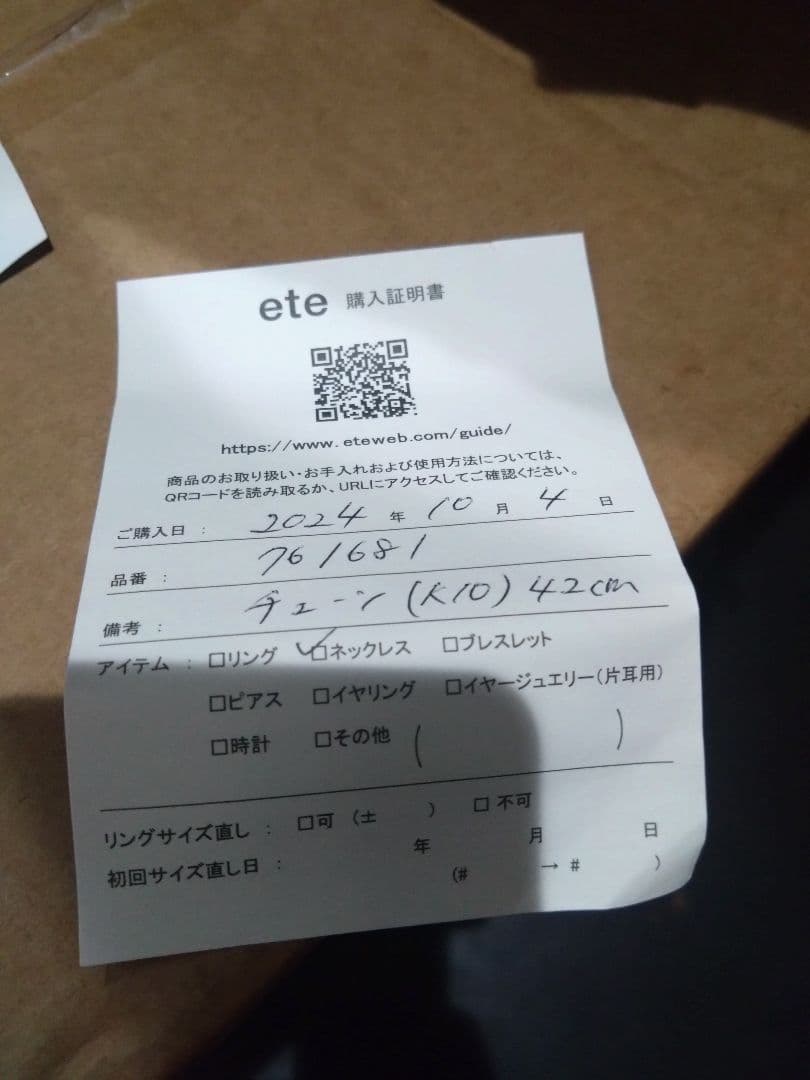 ete 購入証明書
https://www.eteweb.com/guide/
商品のお取り扱い・お手入れおよび使用方法については、
QRコードを読み取るか、URLにアクセスしてご確認ください。
ご購入日 : 2024 年 10 月 4 日
品番 : 761681
備考 : チェーン (K10) 42cm
アイテム : □リング ☑ネックレス □ブレスレット
□ピアス □イヤリング □イヤージュエリー(片耳用)
□時計 □その他 ( )
リングサイズ直し : □可 (± ) □不可
初回サイズ直し日 : 年 月 日
(# → # )